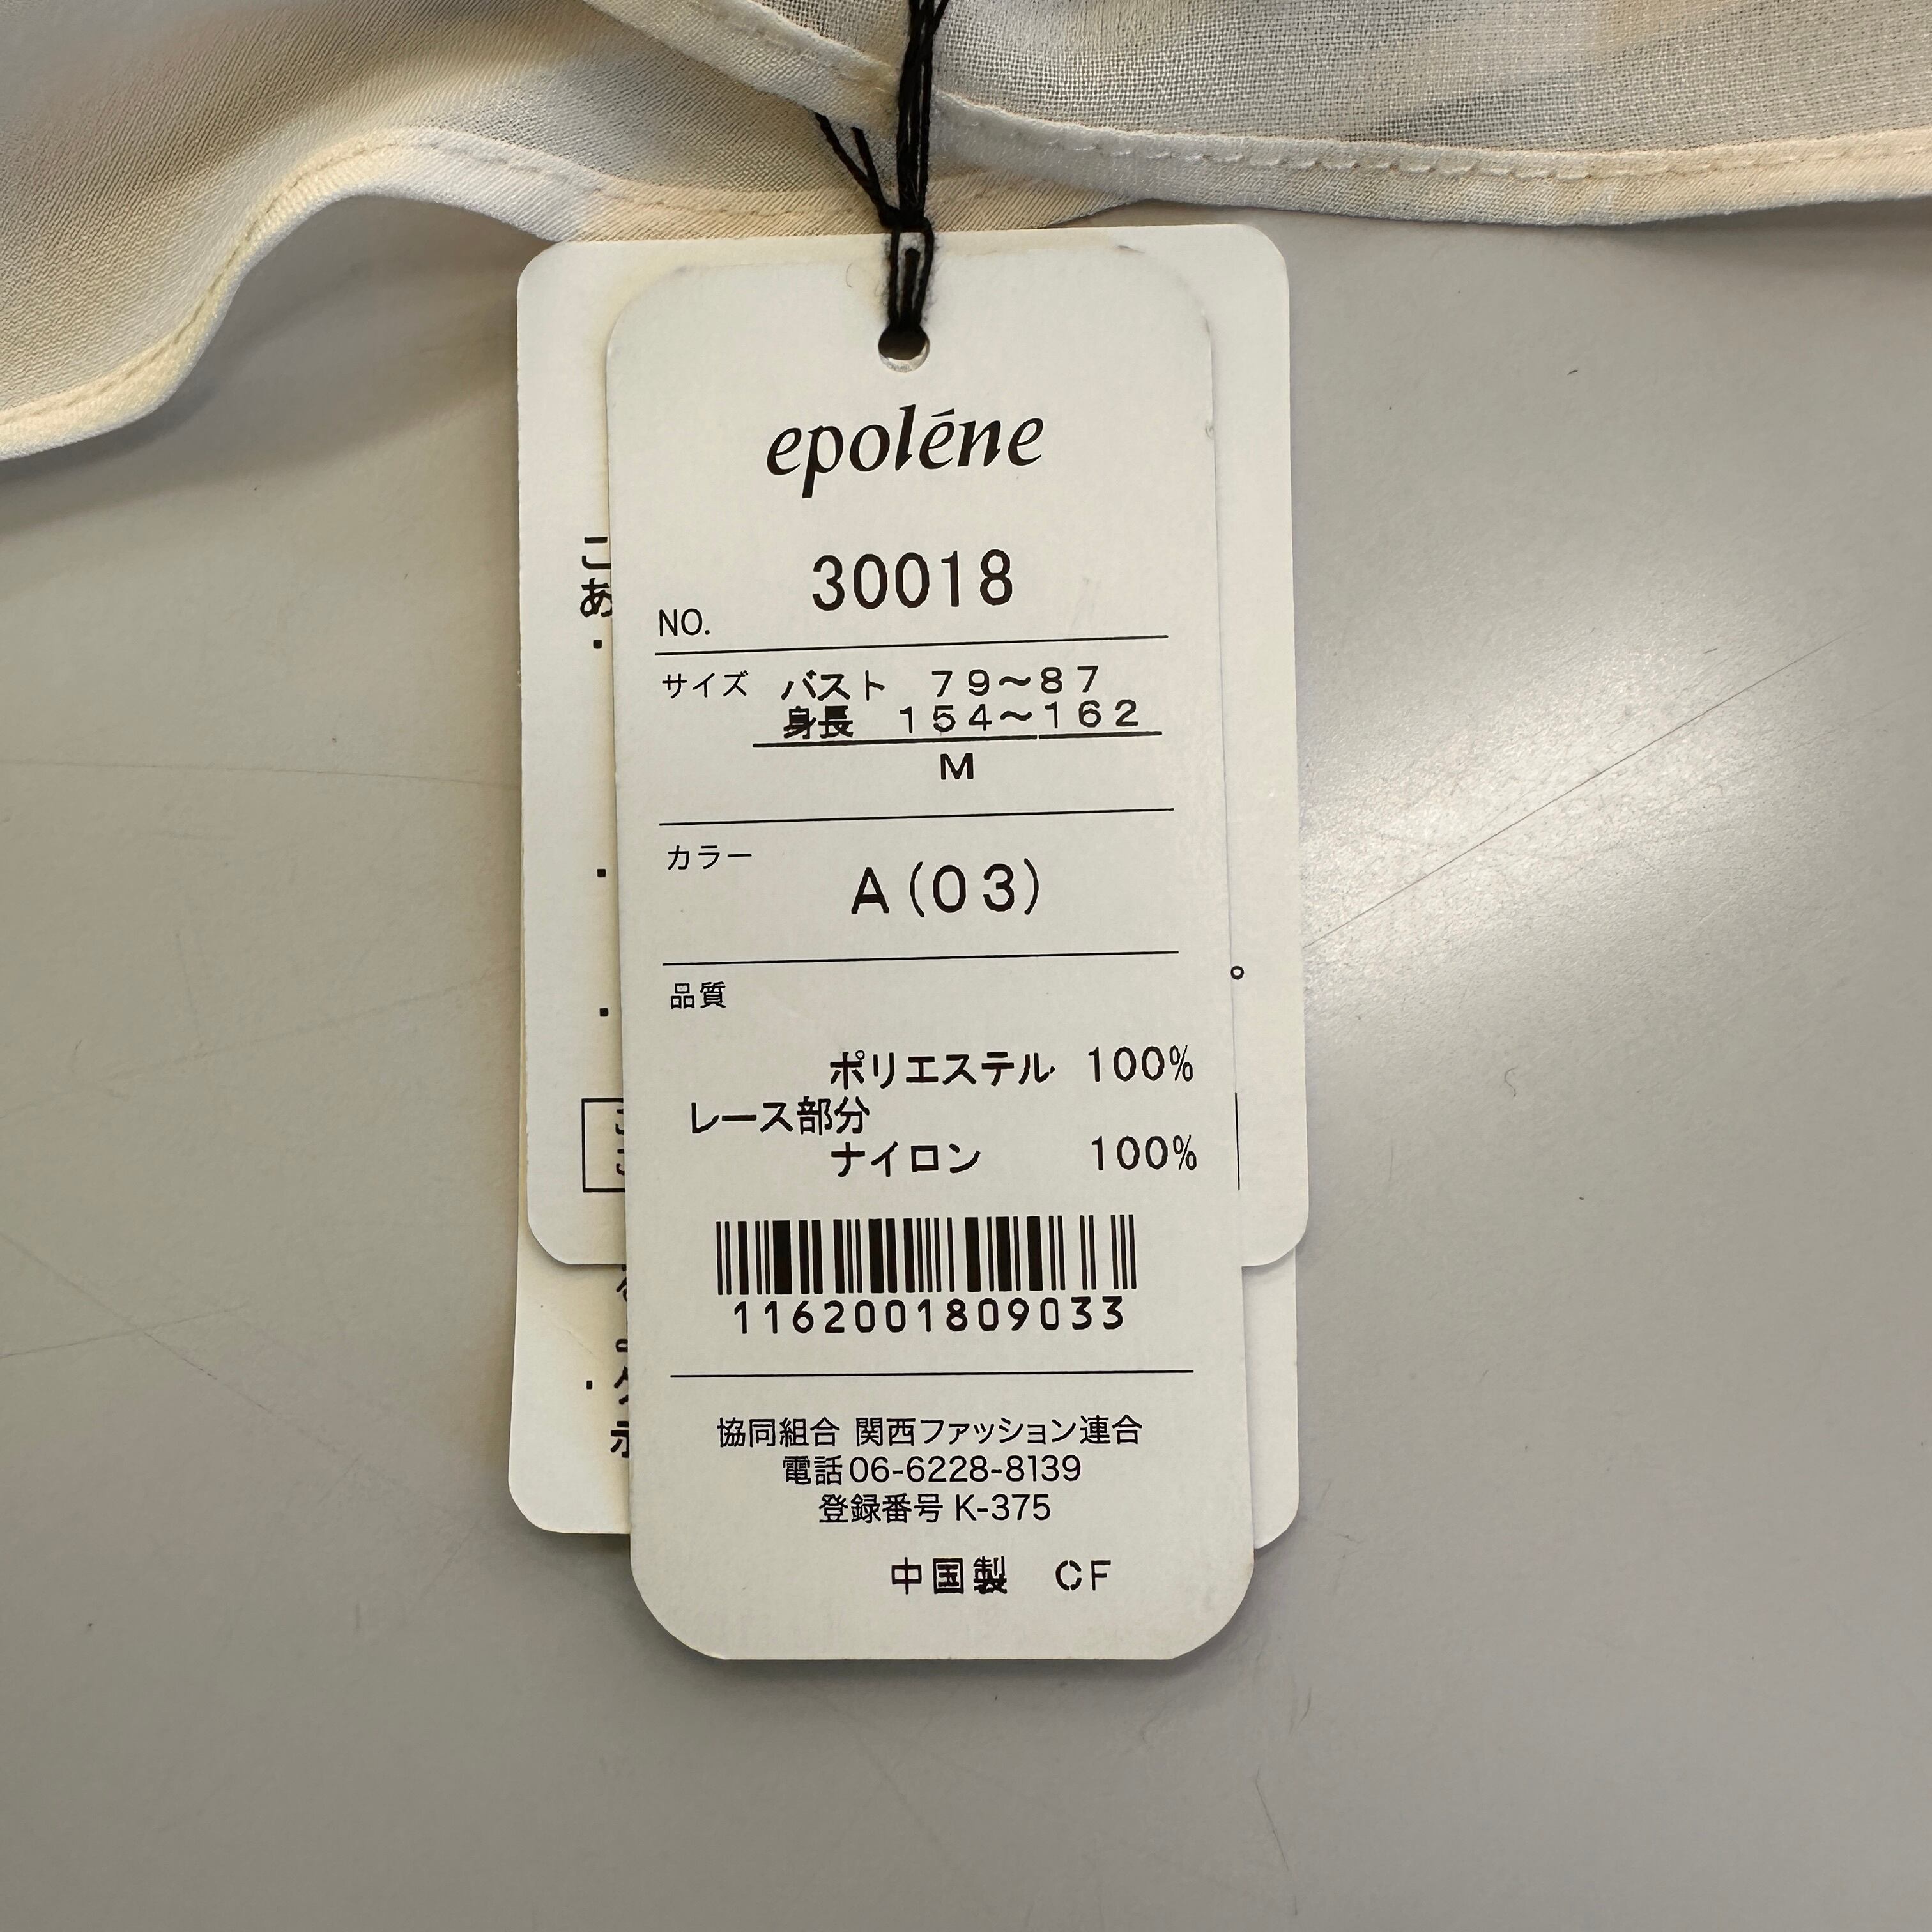 epoléne
30018
NO.
サイズ バスト 79～87
身長 154～162
M
カラー
A(03)
品質
ポリエステル 100%
レース部分
ナイロン 100%
1162001809033
協同組合 関西ファッション連合
電話06-6228-8139
登録番号 K-375
中国製 CF
こ
あ